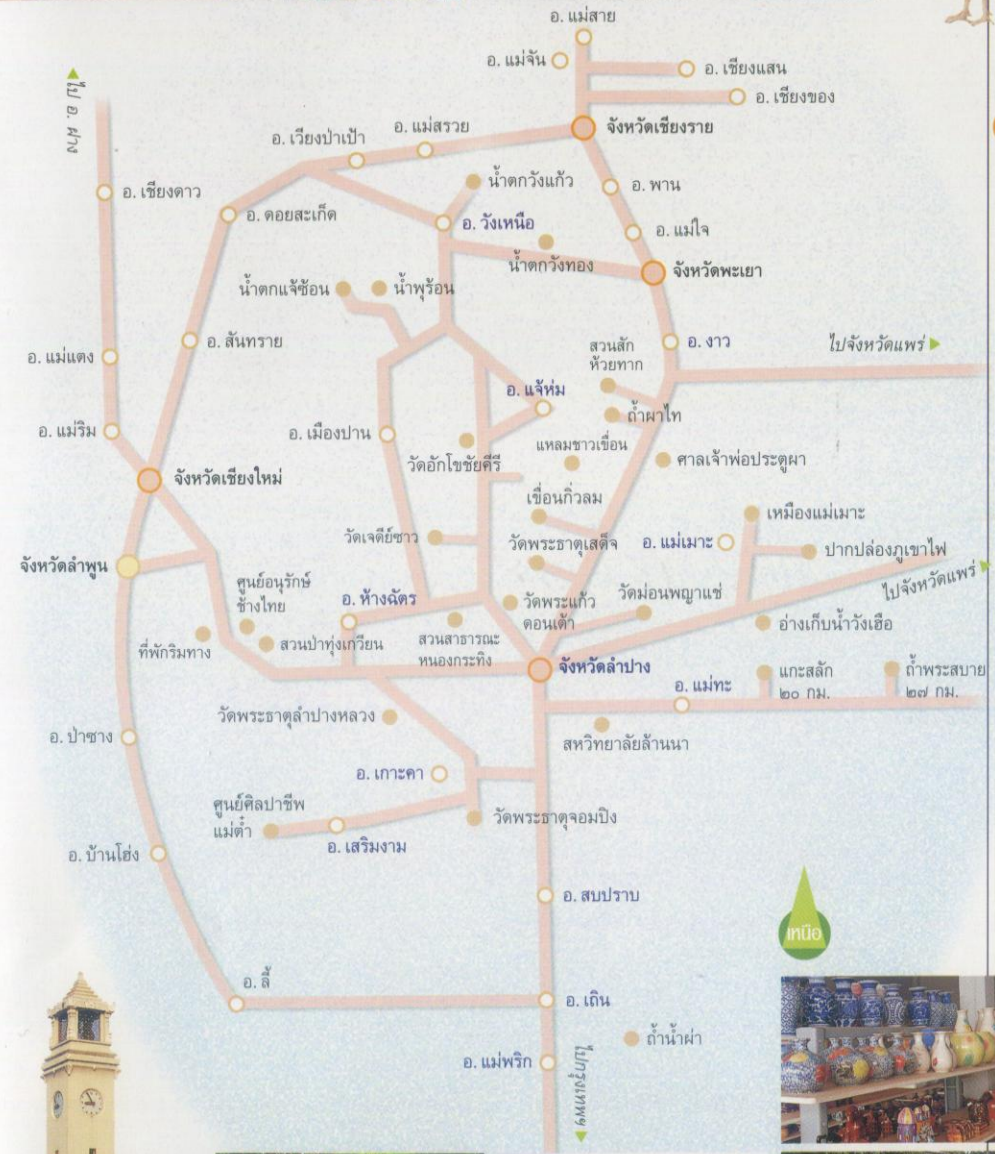 อ. แม่สาย
อ. แม่จัน
อ. เชียงแสน
อ. เชียงของ
ไป อ. ฝาง
อ. เวียงป่าเป้า
อ. แม่สรวย
จังหวัดเชียงราย
อ. เชียงดาว
อ. ดอยสะเก็ด
น้ำตกวังแก้ว
อ. พาน
อ. วังเหนือ
อ. แม่ใจ
น้ำตกวังทอง
จังหวัดพะเยา
น้ำตกแจ้ซ้อน
น้ำพุร้อน
อ. สันทราย
อ. แม่แตง
สวนสัก
ห้วยทาก
อ. งาว
ไปจังหวัดแพร่
อ. แจ้ห่ม
ถ้ำผาไท
อ. แม่ริม
อ. เมืองปาน
วัดอักโขชัยคีรี
แหลมชาวเขื่อน
ศาลเจ้าพ่อประตูผา
จังหวัดเชียงใหม่
เขื่อนกิ่วลม
เหมืองแม่เมาะ
วัดเจดีย์ซาว
วัดพระธาตุเสด็จ
อ. แม่เมาะ
ปากปล่องภูเขาไฟ
จังหวัดลำพูน
ไปจังหวัดแพร่
ศูนย์อนุรักษ์
ช้างไทย
อ. ห้างฉัตร
วัดพระแก้ว
ดอนเต้า
วัดม่อนพญาแช่
อ่างเก็บน้ำวังเฮือ
ที่พักริมทาง
สวนป่าทุ่งเกวียน
สวนสาธารณะ
หนองกระทิง
จังหวัดลำปาง
แกะสลัก
๒๐ กม.
ถ้ำพระสบาย
๒๗ กม.
อ. แม่ทะ
วัดพระธาตุลำปางหลวง
สหวิทยาลัยล้านนา
อ. ป่าซาง
อ. เกาะคา
ศูนย์ศิลปาชีพ
แม่ต๋ำ
วัดพระธาตุจอมปิง
อ. เสริมงาม
อ. บ้านโฮ่ง
อ. สบปราบ
เหนือ
อ. ลี้
อ. เถิน
ถ้ำน้ำผ่า
อ. แม่พริก
ไปกรุงเทพฯ